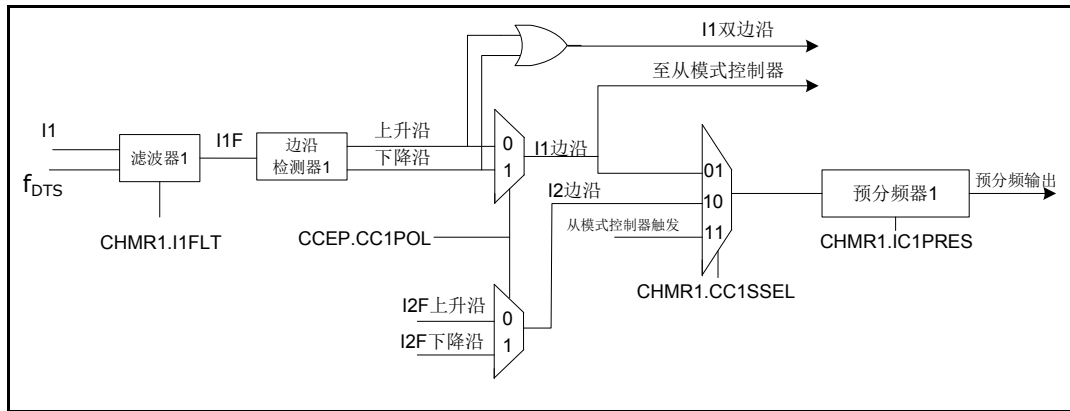 I1双边沿
至从模式控制器
I1
f_DTS
滤波器1
I1F
边沿
检测器1
上升沿
下降沿
0
1
I1边沿
I2边沿
从模式控制器触发
01
10
11
预分频器1
预分频输出
CHMR1.I1FLT
CCEP.CC1POL
CHMR1.IC1PRES
CHMR1.CC1SSEL
I2F上升沿
I2F下降沿
0
1